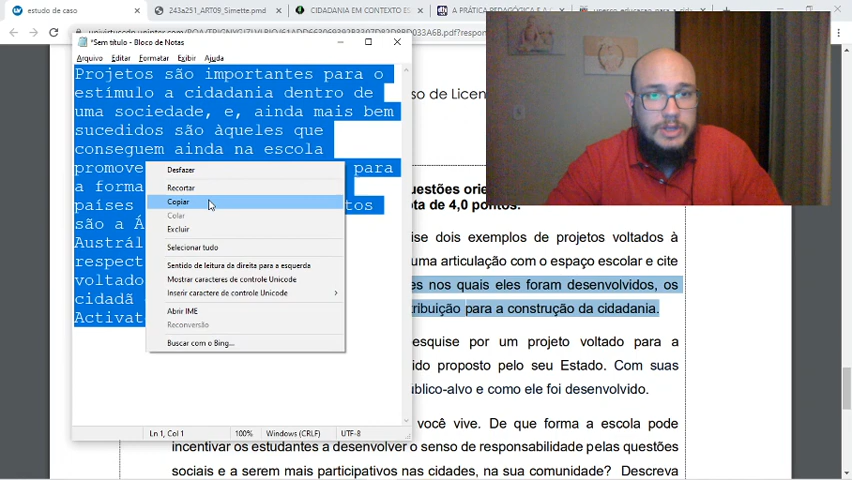 estudo de caso
243a251_ART09_Simette.pmd
CIDADANIA EM CONTEXTO ES
A PRÁTICA PEDAGÓGICA E A
*Sem título - Bloco de Notas
Arquivo Editar Formatar Exibir Ajuda
Projetos são importantes para o
estímulo a cidadania dentro de
uma sociedade, e, ainda mais bem
sucedidos são àqueles que
conseguem ainda na escola
promove
para
a forma
países
tos
são a Á
Austrál
respect
voltado
cidadã
Activat
Desfazer
Recortar
Copiar
Colar
Excluir
Selecionar tudo
Sentido de leitura da direita para a esquerda
Mostrar caracteres de controle Unicode
Inserir caractere de controle Unicode
Abrir IME
Reconversão
Buscar com o Bing...
Ln 1, Col 1
100%
Windows (CRLF)
UTF-8
so de Licen
uestões orie
ota de 4,0 pontos.
ise dois exemplos de projetos voltados à
uma articulação com o espaço escolar e cite
es nos quais eles foram desenvolvidos, os
tribuição para a construção da cidadania.
esquise por um projeto voltado para a
ido proposto pelo seu Estado. Com suas
úblico-alvo e como ele foi desenvolvido.
você vive. De que forma a escola pode
incentivar os estudantes a desenvolver o senso de responsabilidade pelas questões
sociais e a serem mais participativos nas cidades, na sua comunidade? Descreva